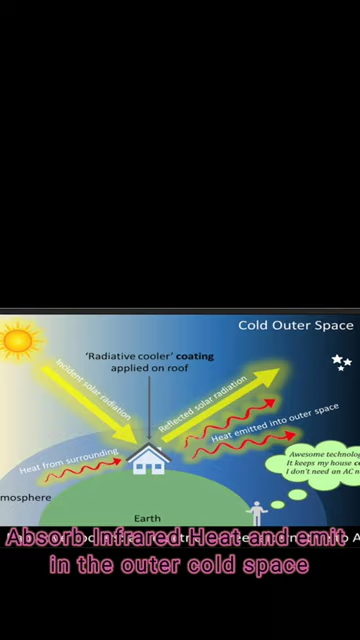 Cold Outer Space
'Radiative cooler' coating
applied on roof
Incident solar radiation
Reflected solar radiation
Heat emitted into outer space
Heat from surrounding
Awesome technolog
It keeps my house c
I don't need an AC n
mosphere
Earth
Absorb Infrared Heat and emit
in the outer cold space